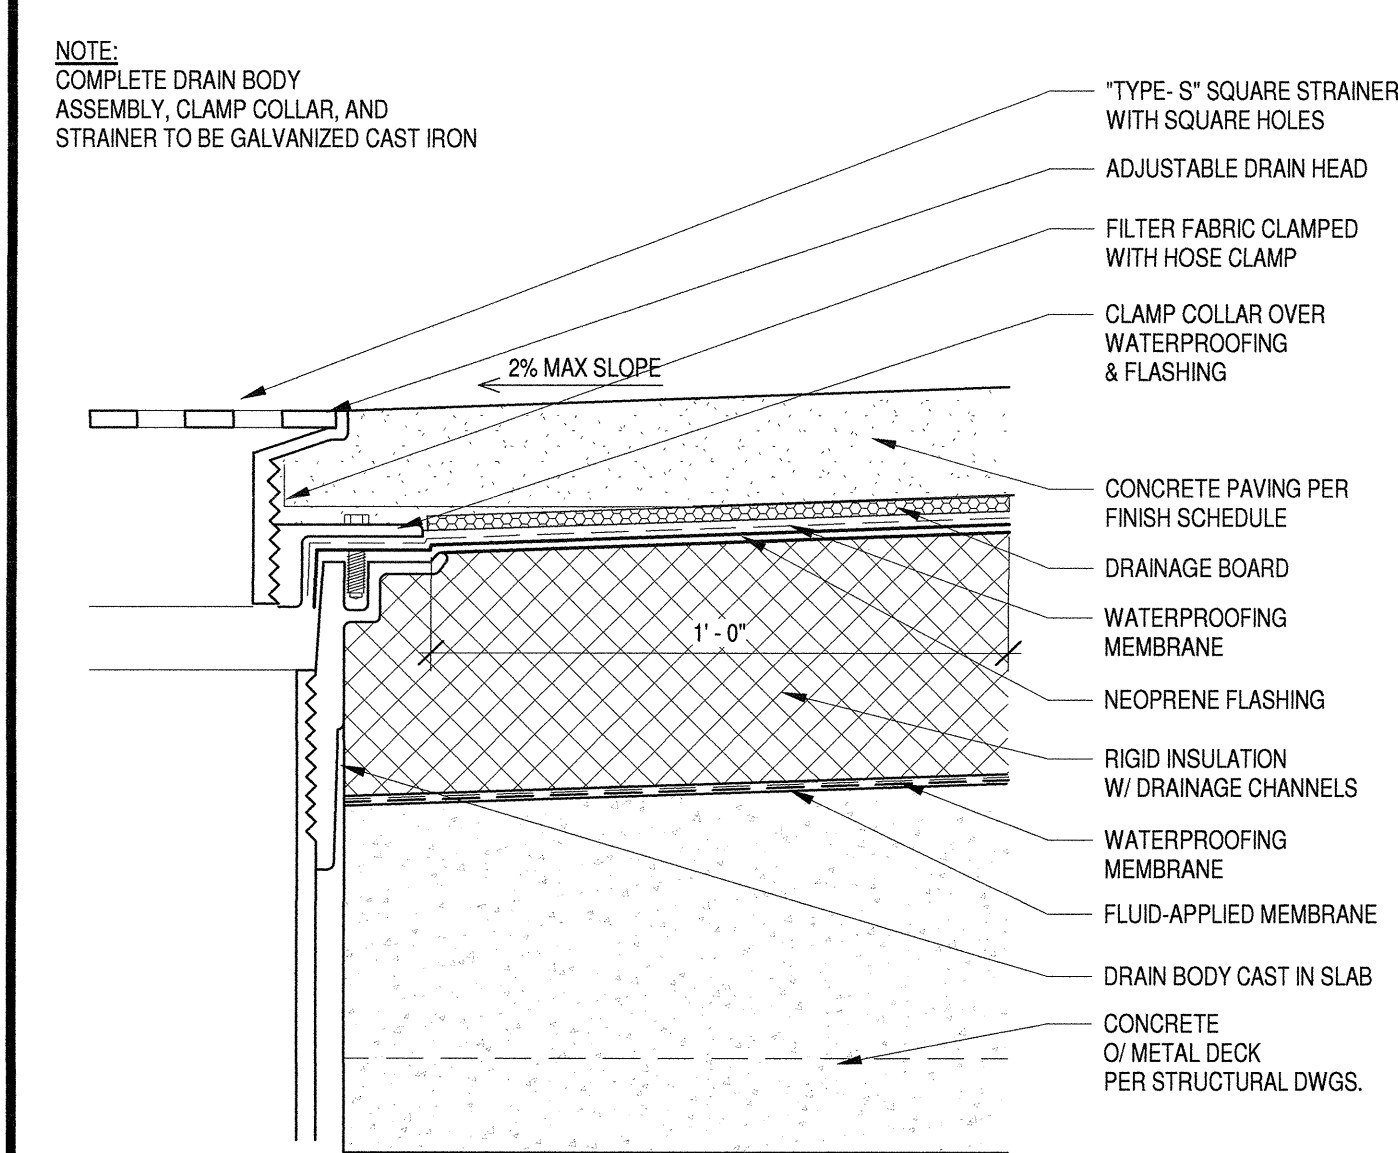 NOTE:
COMPLETE DRAIN BODY
ASSEMBLY, CLAMP COLLAR, AND
STRAINER TO BE GALVANIZED CAST IRON
"TYPE- S" SQUARE STRAINER
WITH SQUARE HOLES
ADJUSTABLE DRAIN HEAD
FILTER FABRIC CLAMPED
WITH HOSE CLAMP
CLAMP COLLAR OVER
WATERPROOFING
& FLASHING
2% MAX SLOPE
CONCRETE PAVING PER
FINISH SCHEDULE
DRAINAGE BOARD
WATERPROOFING
MEMBRANE
1' - 0"
NEOPRENE FLASHING
RIGID INSULATION
W/ DRAINAGE CHANNELS
WATERPROOFING
MEMBRANE
FLUID-APPLIED MEMBRANE
DRAIN BODY CAST IN SLAB
CONCRETE
O/ METAL DECK
PER STRUCTURAL DWGS.